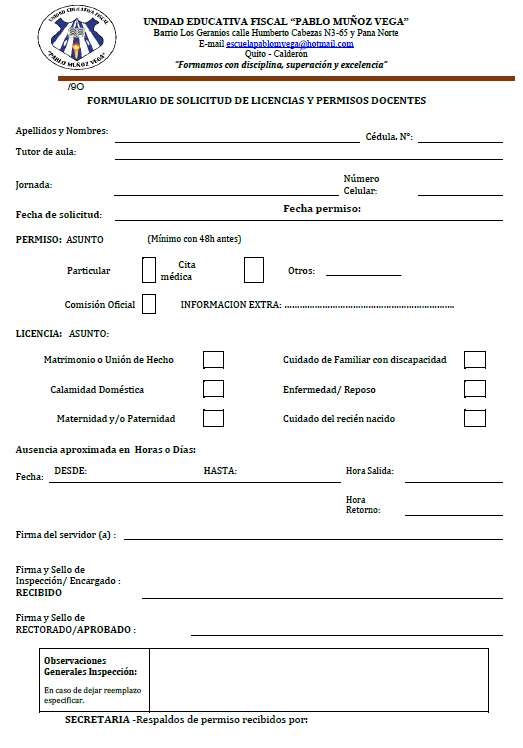 UNIDAD EDUCATIVA FISCAL
"PABLO MUÑOZ VEGA"
UNIDAD EDUCATIVA FISCAL “PABLO MUÑOZ VEGA”
Barrio Los Geranios calle Humberto Cabezas N3-65 y Pana Norte
E-mail escuelapablomvega@hotmail.com
Quito - Calderón
“Formamos con disciplina, superación y excelencia”
/90
FORMULARIO DE SOLICITUD DE LICENCIAS Y PERMISOS DOCENTES
Apellidos y Nombres: Cédula. N°:
Tutor de aula:
Jornada: Número Celular:
Fecha de solicitud: Fecha permiso:
PERMISO: ASUNTO (Mínimo con 48h antes)
Particular Cita médica Otros:
Comisión Oficial INFORMACION EXTRA: ………………………………………………………….
LICENCIA: ASUNTO:
Matrimonio o Unión de Hecho Cuidado de Familiar con discapacidad
Calamidad Doméstica Enfermedad/ Reposo
Maternidad y/o Paternidad Cuidado del recién nacido
Ausencia aproximada en Horas o Días:
Fecha: DESDE: HASTA: Hora Salida:
Hora
Retorno:
Firma del servidor (a) :
Firma y Sello de
Inspección/ Encargado :
RECIBIDO
Firma y Sello de
RECTORADO/APROBADO :
Observaciones
Generales Inspección:
En caso de dejar reemplazo
especificar.
SECRETARIA -Respaldos de permiso recibidos por: